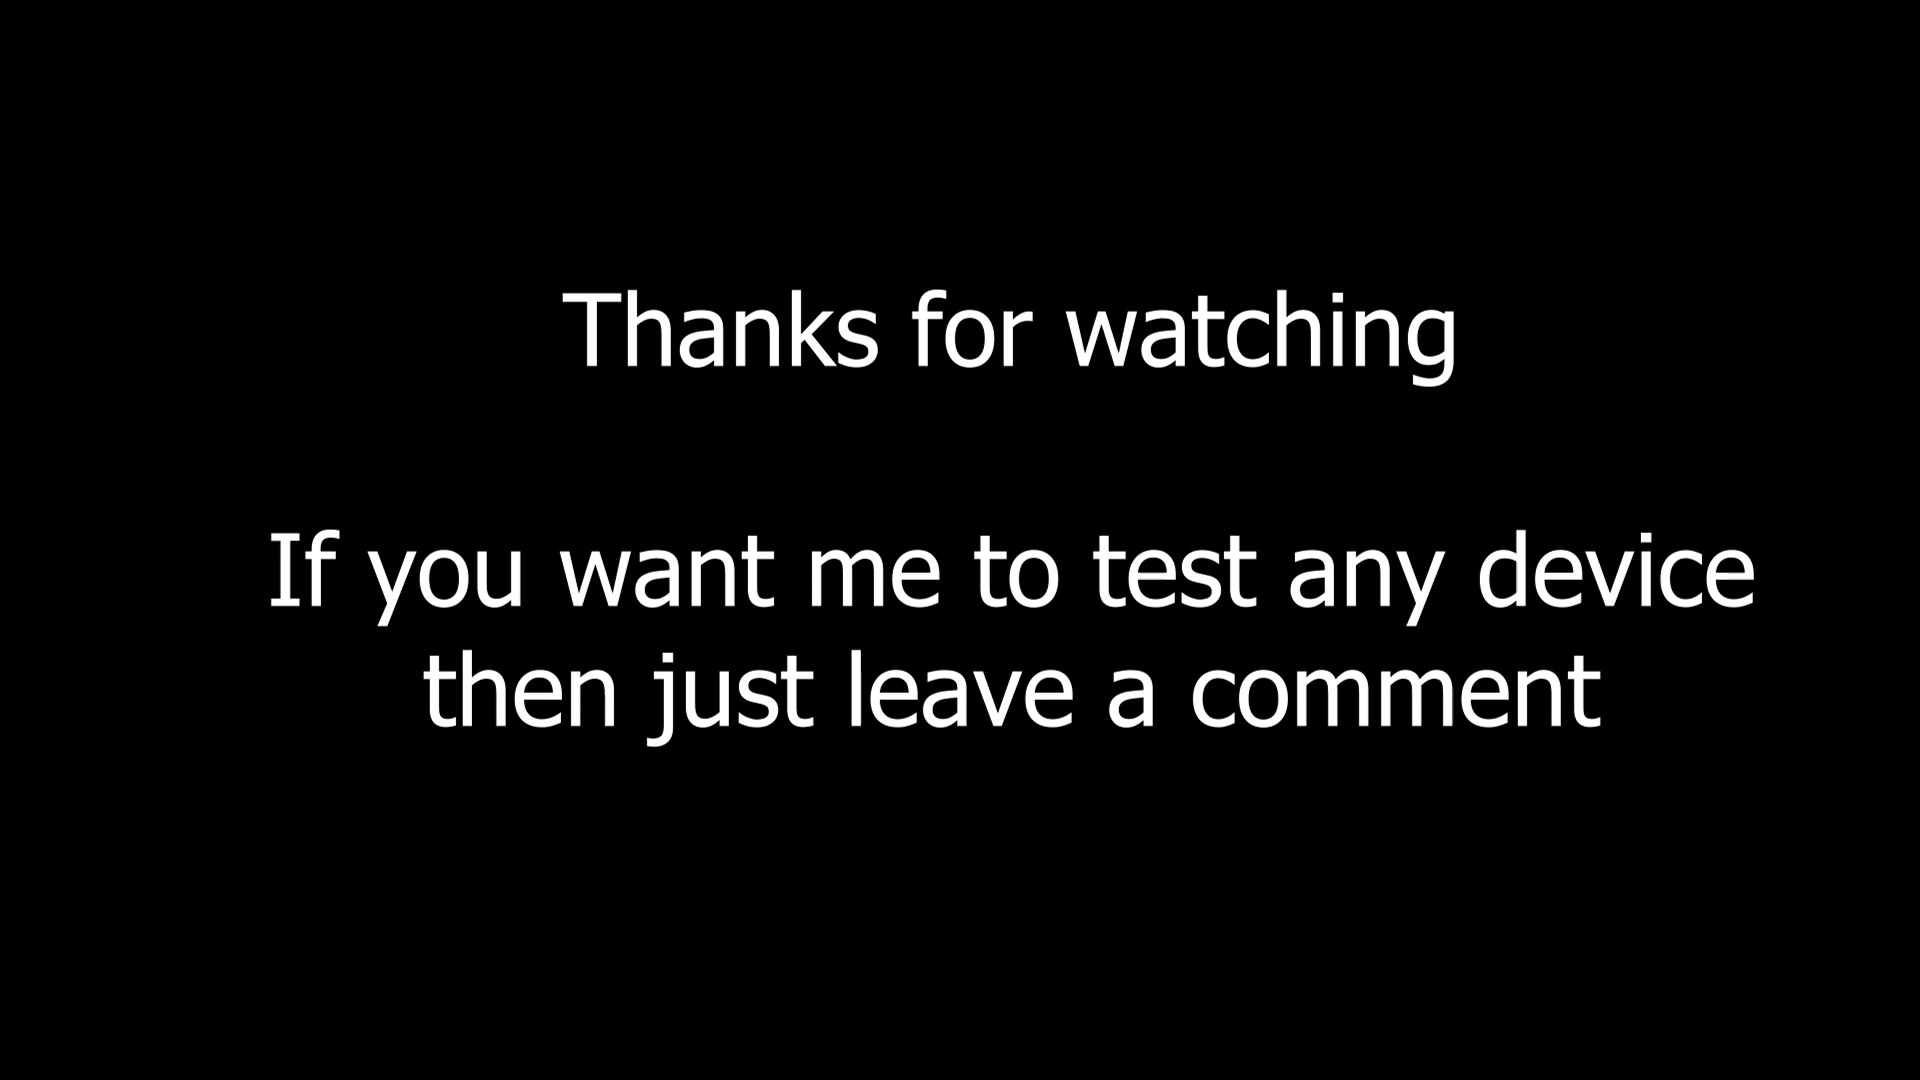 Thanks for watching
If you want me to test any device
then just leave a comment